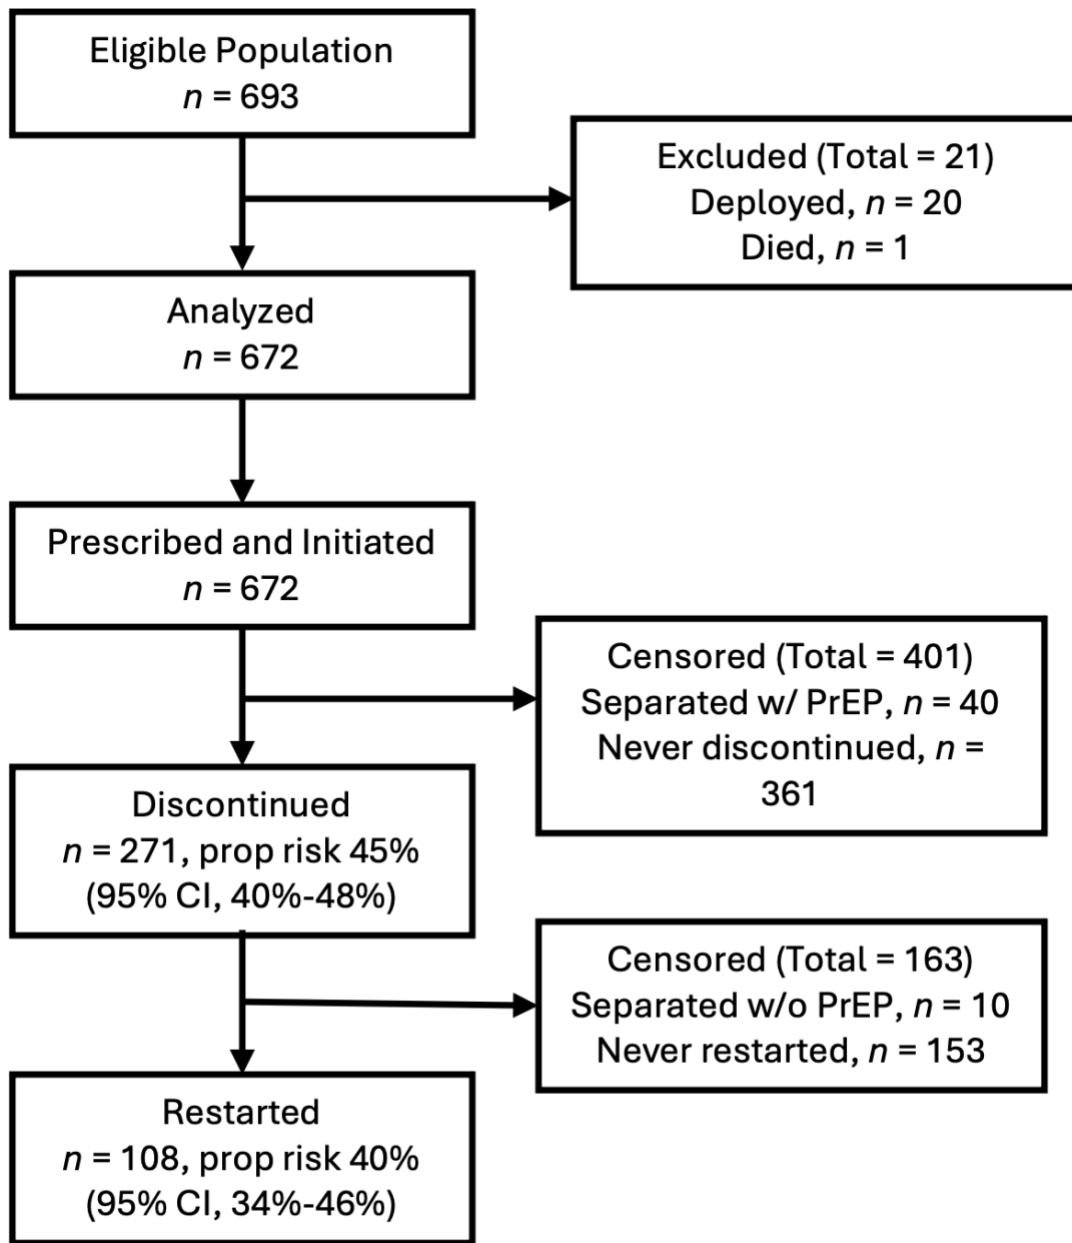 Eligible Population
n = 693
Excluded (Total = 21)
Deployed, n = 20
Died, n = 1
Analyzed
n = 672
Prescribed and Initiated
n = 672
Censored (Total = 401)
Separated w/ PrEP, n = 40
Never discontinued, n =
361
Discontinued
n = 271, prop risk 45%
(95% CI, 40%-48%)
Censored (Total = 163)
Separated w/o PrEP, n = 10
Never restarted, n = 153
Restarted
n = 108, prop risk 40%
(95% CI, 34%-46%)